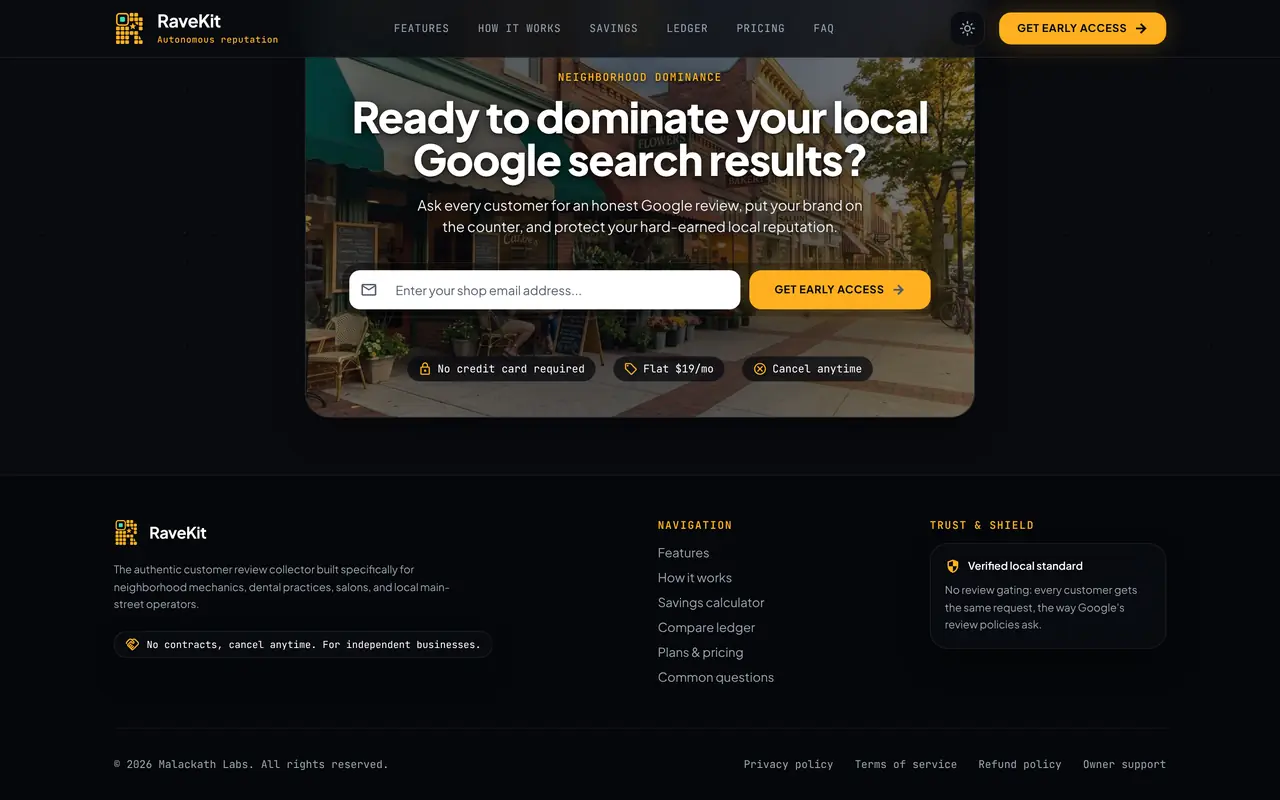 RaveKit
Autonomous reputation
FEATURES
HOW IT WORKS
SAVINGS
LEDGER
PRICING
FAQ
GET EARLY ACCESS
NEIGHBORHOOD DOMINANCE
Ready to dominate your local
Google search results?
FLOWERS
BAKERY
SALON
Ask every customer for an honest Google review, put your brand on
the counter, and protect your hard-earned local reputation.
Enter your shop email address...
GET EARLY ACCESS
No credit card required
Flat $19/mo
Cancel anytime
RaveKit
The authentic customer review collector built specifically for
neighborhood mechanics, dental practices, salons, and local main-
street operators.
No contracts, cancel anytime. For independent businesses.
NAVIGATION
Features
How it works
Savings calculator
Compare ledger
Plans & pricing
Common questions
TRUST & SHIELD
Verified local standard
No review gating: every customer gets
the same request, the way Google's
review policies ask.
© 2026 Malackath Labs. All rights reserved.
Privacy policy
Terms of service
Refund policy
Owner support